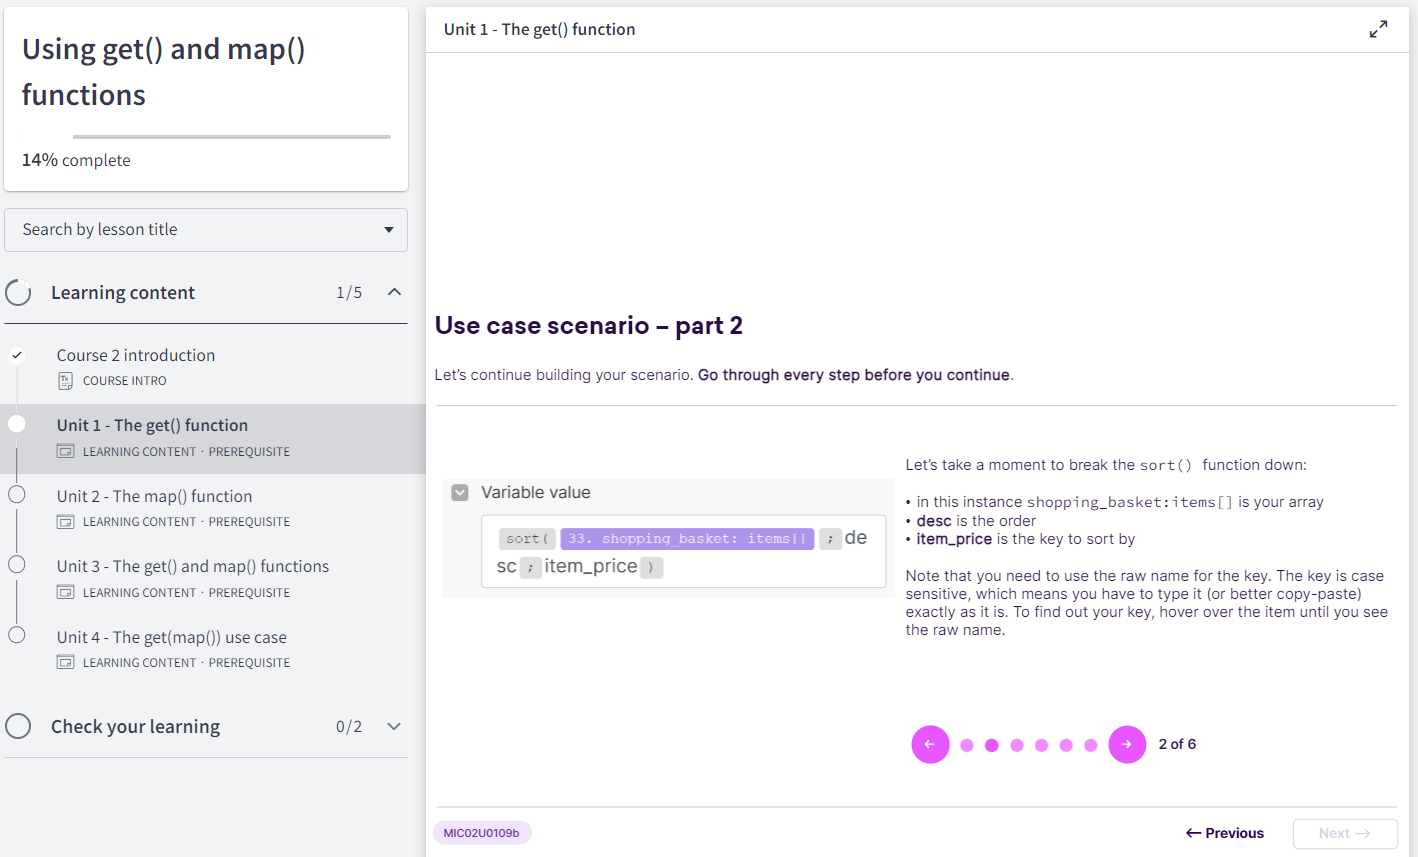 Using get() and map()
functions
14% complete
Search by lesson title
Learning content 1/5
Course 2 introduction
COURSE INTRO
Unit 1 - The get() function
LEARNING CONTENT · PREREQUISITE
Unit 2 - The map() function
LEARNING CONTENT · PREREQUISITE
Unit 3 - The get() and map() functions
LEARNING CONTENT · PREREQUISITE
Unit 4 - The get(map()) use case
LEARNING CONTENT · PREREQUISITE
Check your learning 0/2
Unit 1 - The get() function
Use case scenario – part 2
Let's continue building your scenario. Go through every step before you continue.
Variable value
sort( 33. shopping_basket: items[] ; de
sc ; item_price )
Let's take a moment to break the sort() function down:
• in this instance shopping_basket:items[] is your array
• desc is the order
• item_price is the key to sort by
Note that you need to use the raw name for the key. The key is case
sensitive, which means you have to type it (or better copy-paste)
exactly as it is. To find out your key, hover over the item until you see
the raw name.
2 of 6
MIC02U0109b
← Previous
Next →